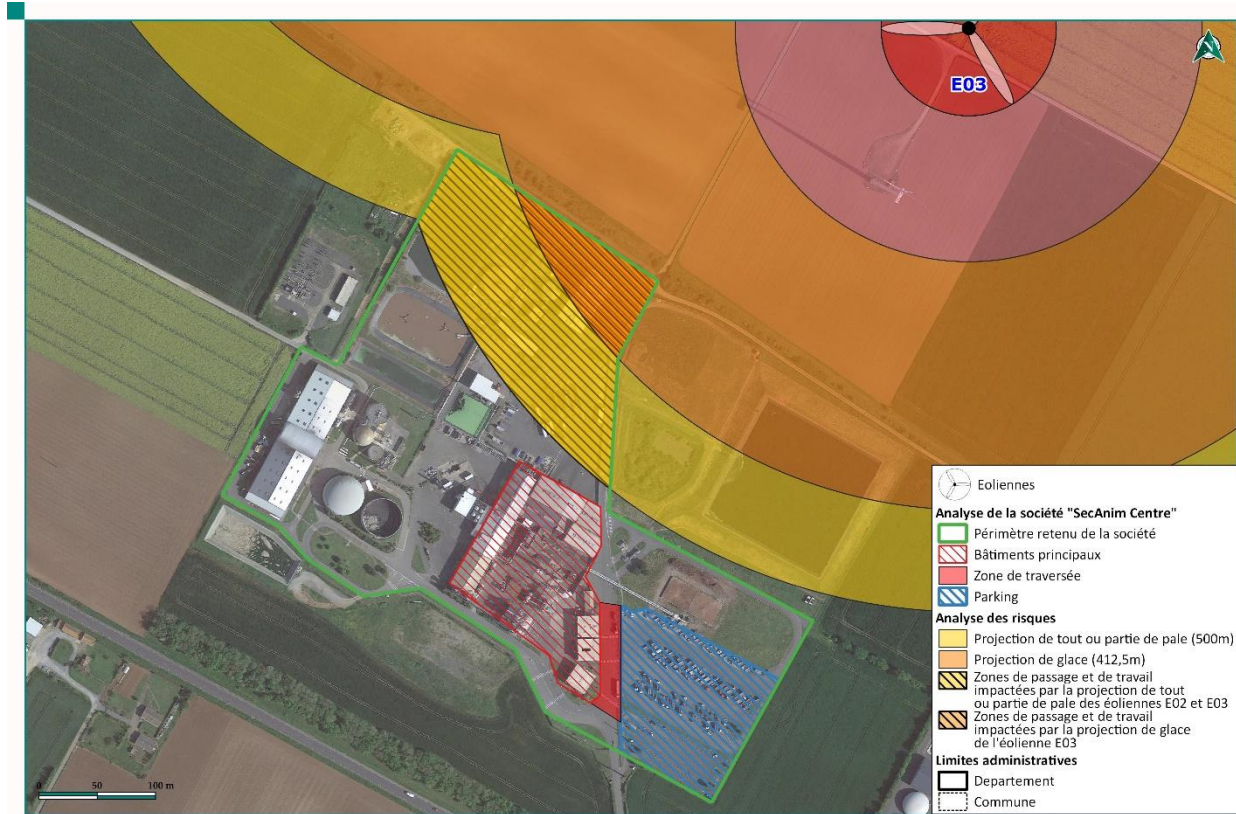 E03
Eoliennes
Analyse de la société "SecAnim Centre"
Périmètre retenu de la société
Bâtiments principaux
Zone de traversée
Parking
Analyse des risques
Projection de tout ou partie de pale (500m)
Projection de glace (412,5m)
Zones de passage et de travail
impactées par la projection de tout
ou partie de pale des éoliennes E02 et E03
Zones de passage et de travail
impactées par la projection de glace
de l'éolienne E03
Limites administratives
Departement
Commune
0 50 100 m